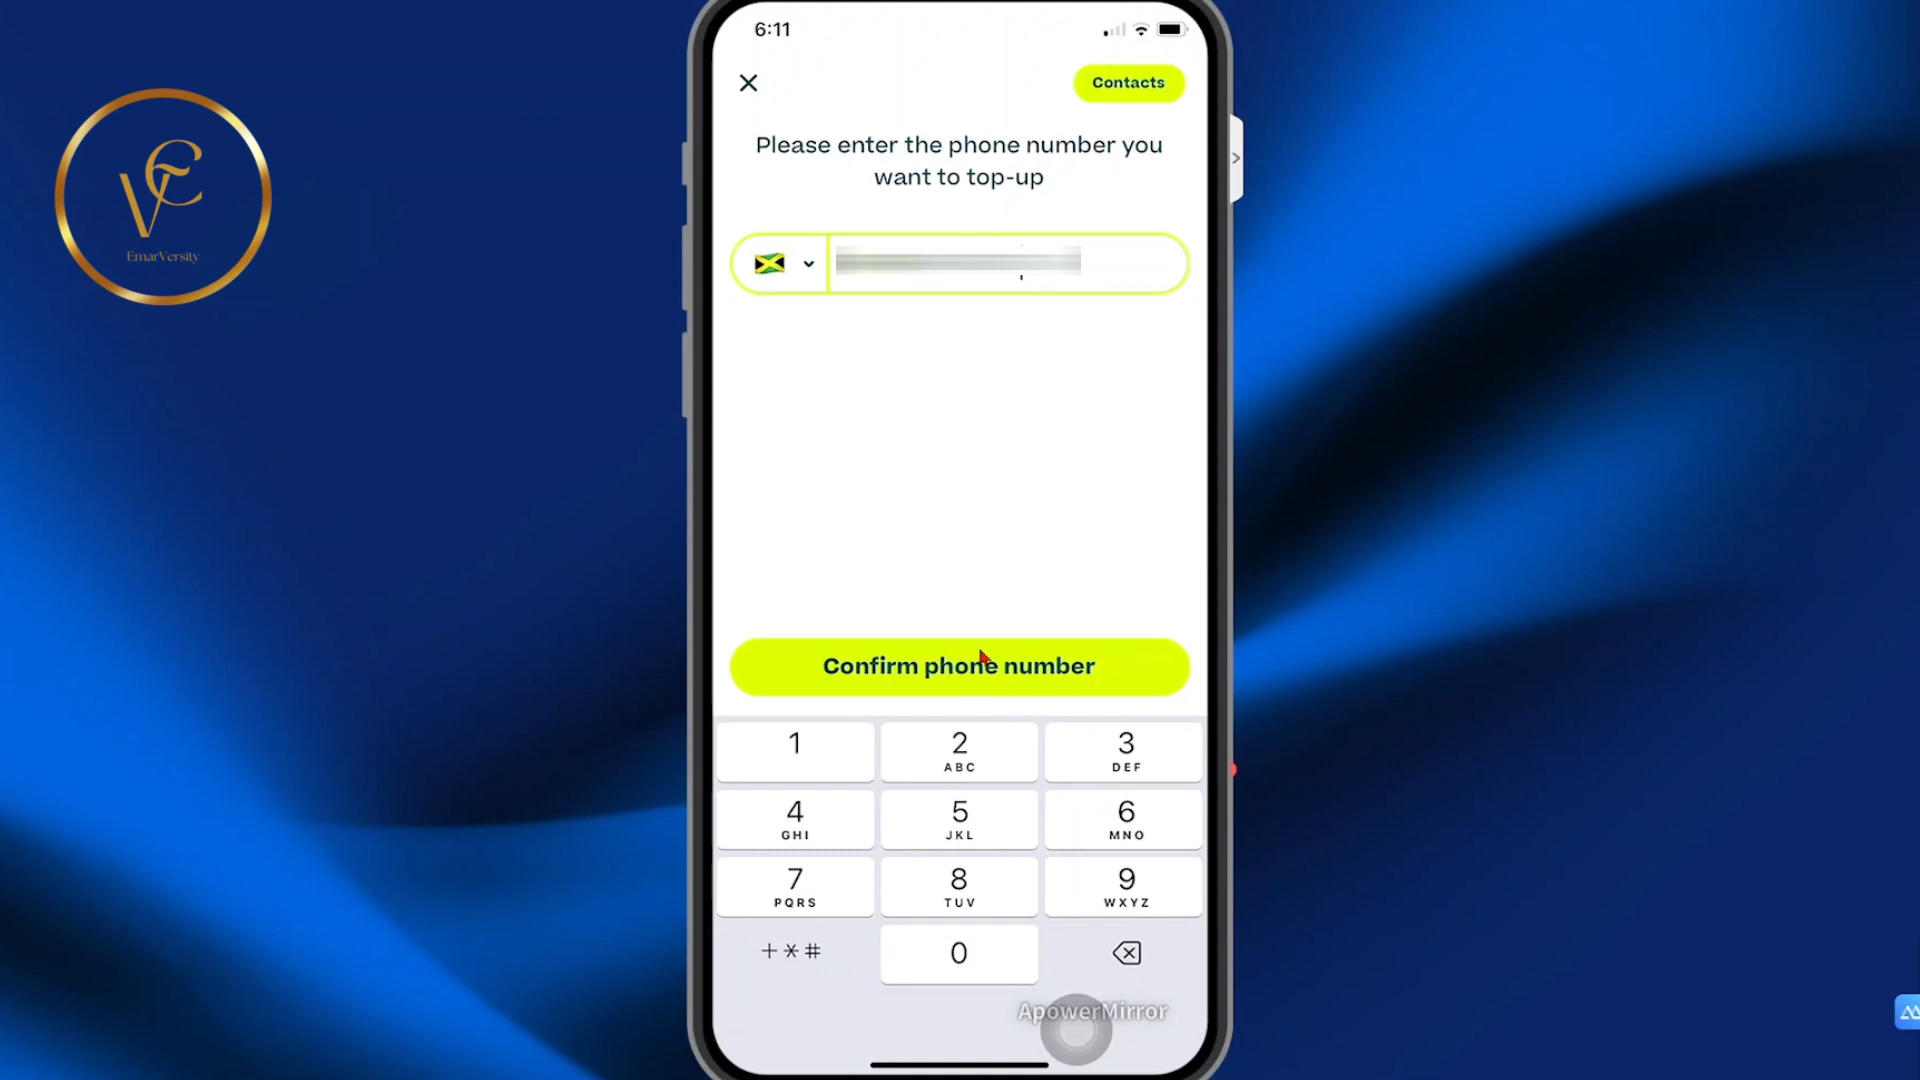 6:11
Contacts
Please enter the phone number you
want to top-up
Confirm phone number
1
2
ABC
3
DEF
4
GHI
5
JKL
6
MNO
7
PQRS
8
TUV
9
WXYZ
+*#
0
ApowerMirror
VE
EmarVersity